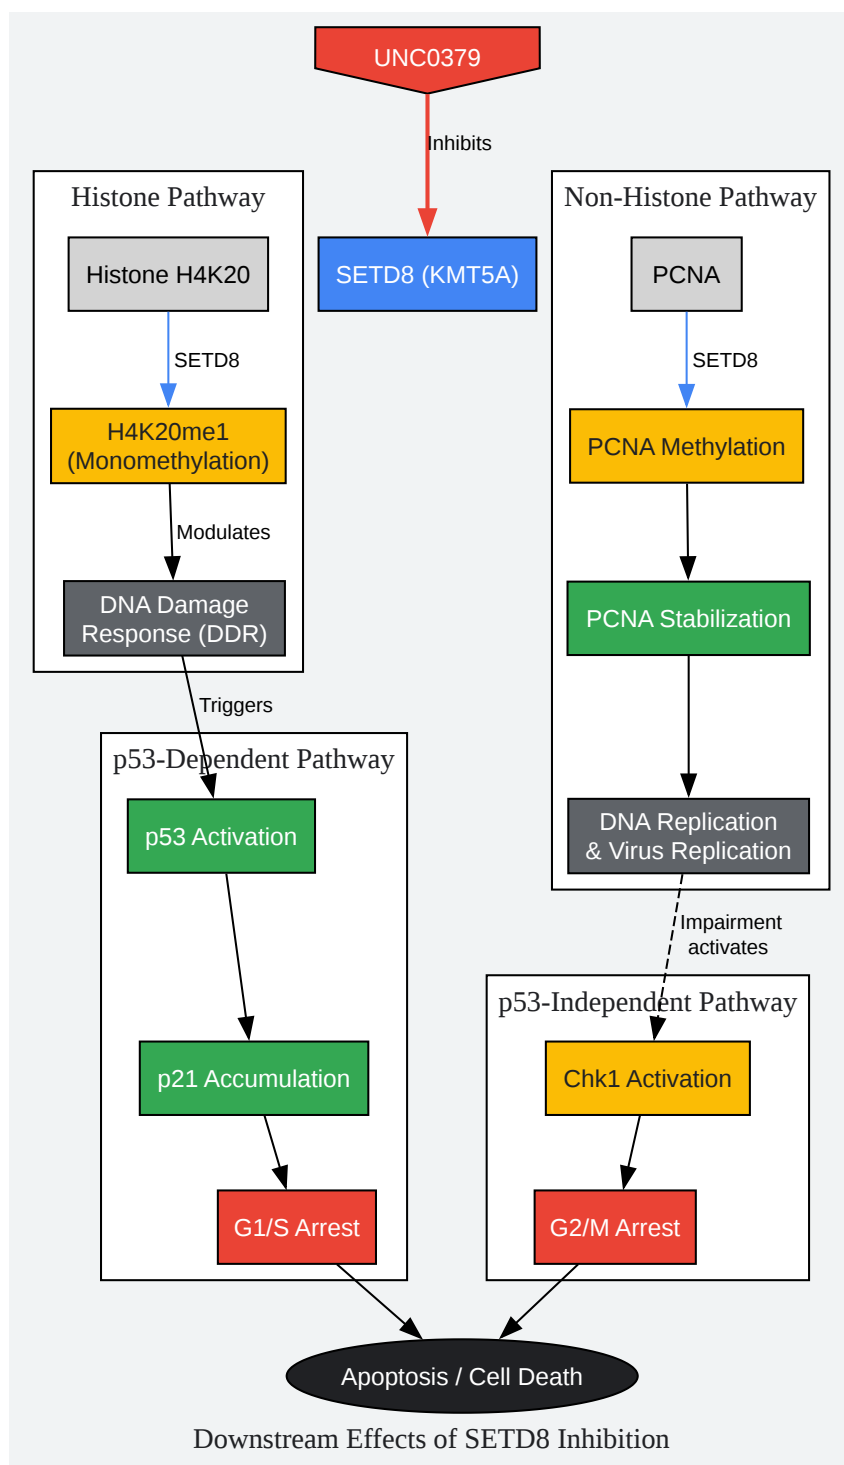 UNC0379
Inhibits
Histone Pathway
Non-Histone Pathway
Histone H4K20
SETD8 (KMT5A)
PCNA
SETD8
SETD8
H4K20me1
(Monomethylation)
PCNA Methylation
Modulates
DNA Damage
Response (DDR)
PCNA Stabilization
Triggers
p53-Dependent Pathway
p53 Activation
DNA Replication
& Virus Replication
Impairment
activates
p53-Independent Pathway
p21 Accumulation
Chk1 Activation
G1/S Arrest
G2/M Arrest
Apoptosis / Cell Death
Downstream Effects of SETD8 Inhibition